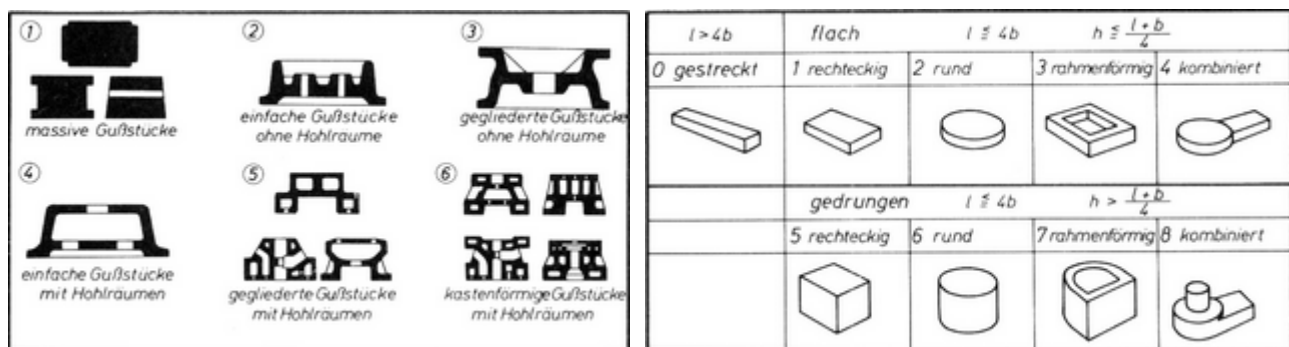 ①
massive Gußstücke
②
einfache Gußstücke
ohne Hohlräume
③
gegliederte Gußstücke
ohne Hohlräume
④
einfache Gußstücke
mit Hohlräumen
⑤
gegliederte Gußstücke
mit Hohlräumen
⑥
kastenförmige Gußstücke
mit Hohlräumen
l > 4b flach l ≦ 4b h ≦ l + b / 4
0 gestreckt 1 rechteckig 2 rund 3 rahmenförmig 4 kombiniert
gedrungen l ≦ 4b h > l + b / 4
5 rechteckig 6 rund 7 rahmenförmig 8 kombiniert